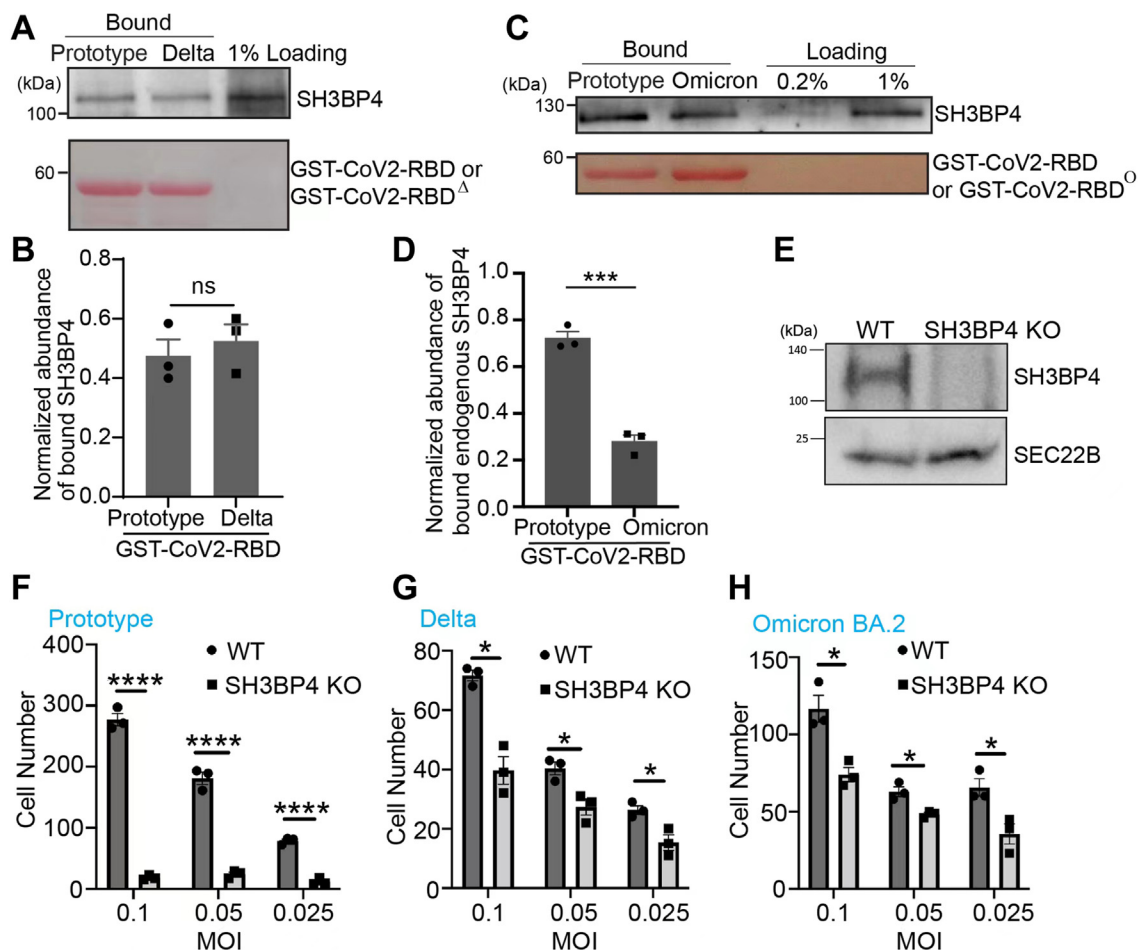 A
Bound
Prototype Delta 1% Loading
(kDa)
100
SH3BP4
60
GST-CoV2-RBD or
GST-CoV2-RBDΔ
C
Bound Loading
Prototype Omicron 0.2% 1%
(kDa)
130
SH3BP4
60
GST-CoV2-RBD
or GST-CoV2-RBDO
B
Normalized abundance
of bound SH3BP4
0.8
0.6
0.4
0.2
0.0
ns
Prototype Delta
GST-CoV2-RBD
D
Normalized abundance of
bound endogenous SH3BP4
1.0
0.8
0.6
0.4
0.2
0.0
***
Prototype Omicron
GST-CoV2-RBD
E
(kDa) WT SH3BP4 KO
140
100
SH3BP4
25
SEC22B
F
Prototype
Cell Number
400
300
200
100
0
WT
SH3BP4 KO
****
****
****
0.1 0.05 0.025
MOI
G
Delta
Cell Number
80
60
40
20
0
WT
SH3BP4 KO
*
*
*
0.1 0.05 0.025
MOI
H
Omicron BA.2
Cell Number
150
100
50
0
WT
SH3BP4 KO
*
*
*
0.1 0.05 0.025
MOI